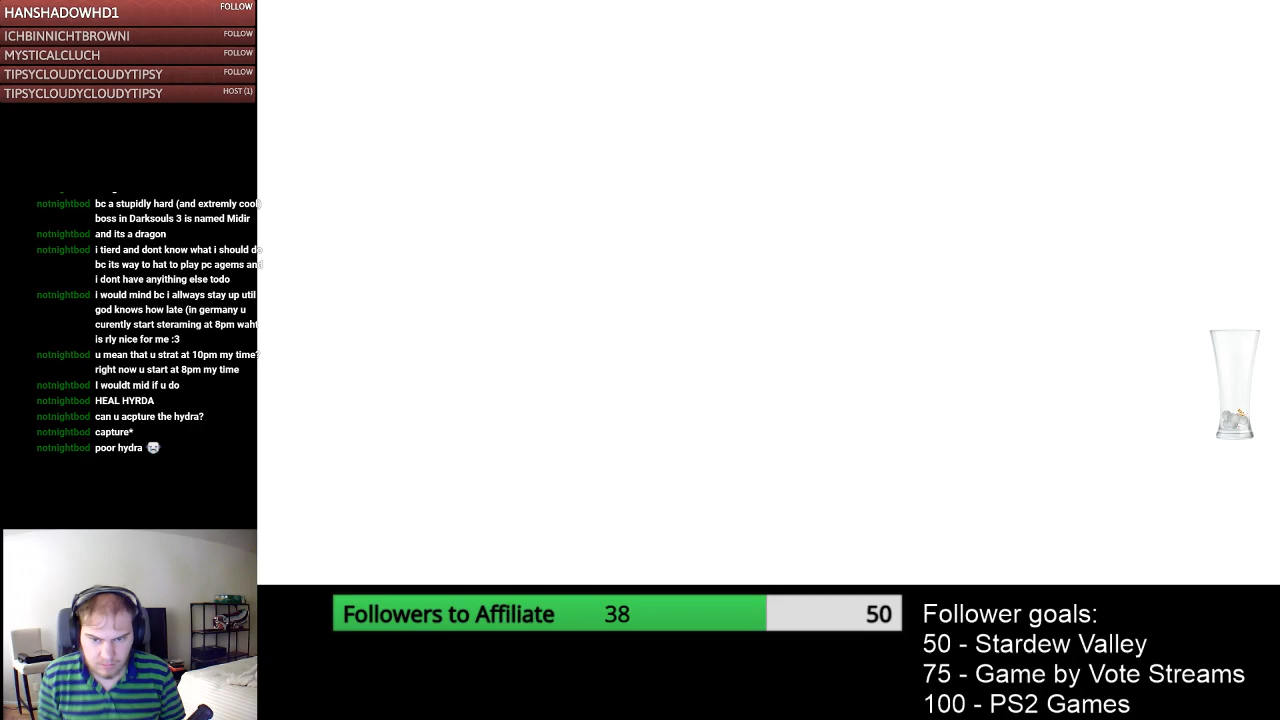 HANSHADOWHD1 FOLLOW
ICHBINNICHTBROWNI FOLLOW
MYSTICALCLUCH FOLLOW
TIPSYCLOUDYCLOUDYTIPSY FOLLOW
TIPSYCLOUDYCLOUDYTIPSY HOST (1)
notnightbod bc a stupidly hard (and extremly cool)
boss in Darksouls 3 is named Midir
notnightbod and its a dragon
notnightbod i tierd and dont know what i should do
bc its way to hat to play pc agems and
i dont have anyithing else todo
notnightbod i would mind bc i allways stay up util
god knows how late (in germany u
curently start steraming at 8pm waht
is rly nice for me :3
notnightbod u mean that u strat at 10pm my time?
right now u start at 8pm my time
notnightbod I wouldt mid if u do
notnightbod HEAL HYRDA
notnightbod can u acpture the hydra?
notnightbod capture*
notnightbod poor hydra
Followers to Affiliate 38 50
Follower goals:
50 - Stardew Valley
75 - Game by Vote Streams
100 - PS2 Games